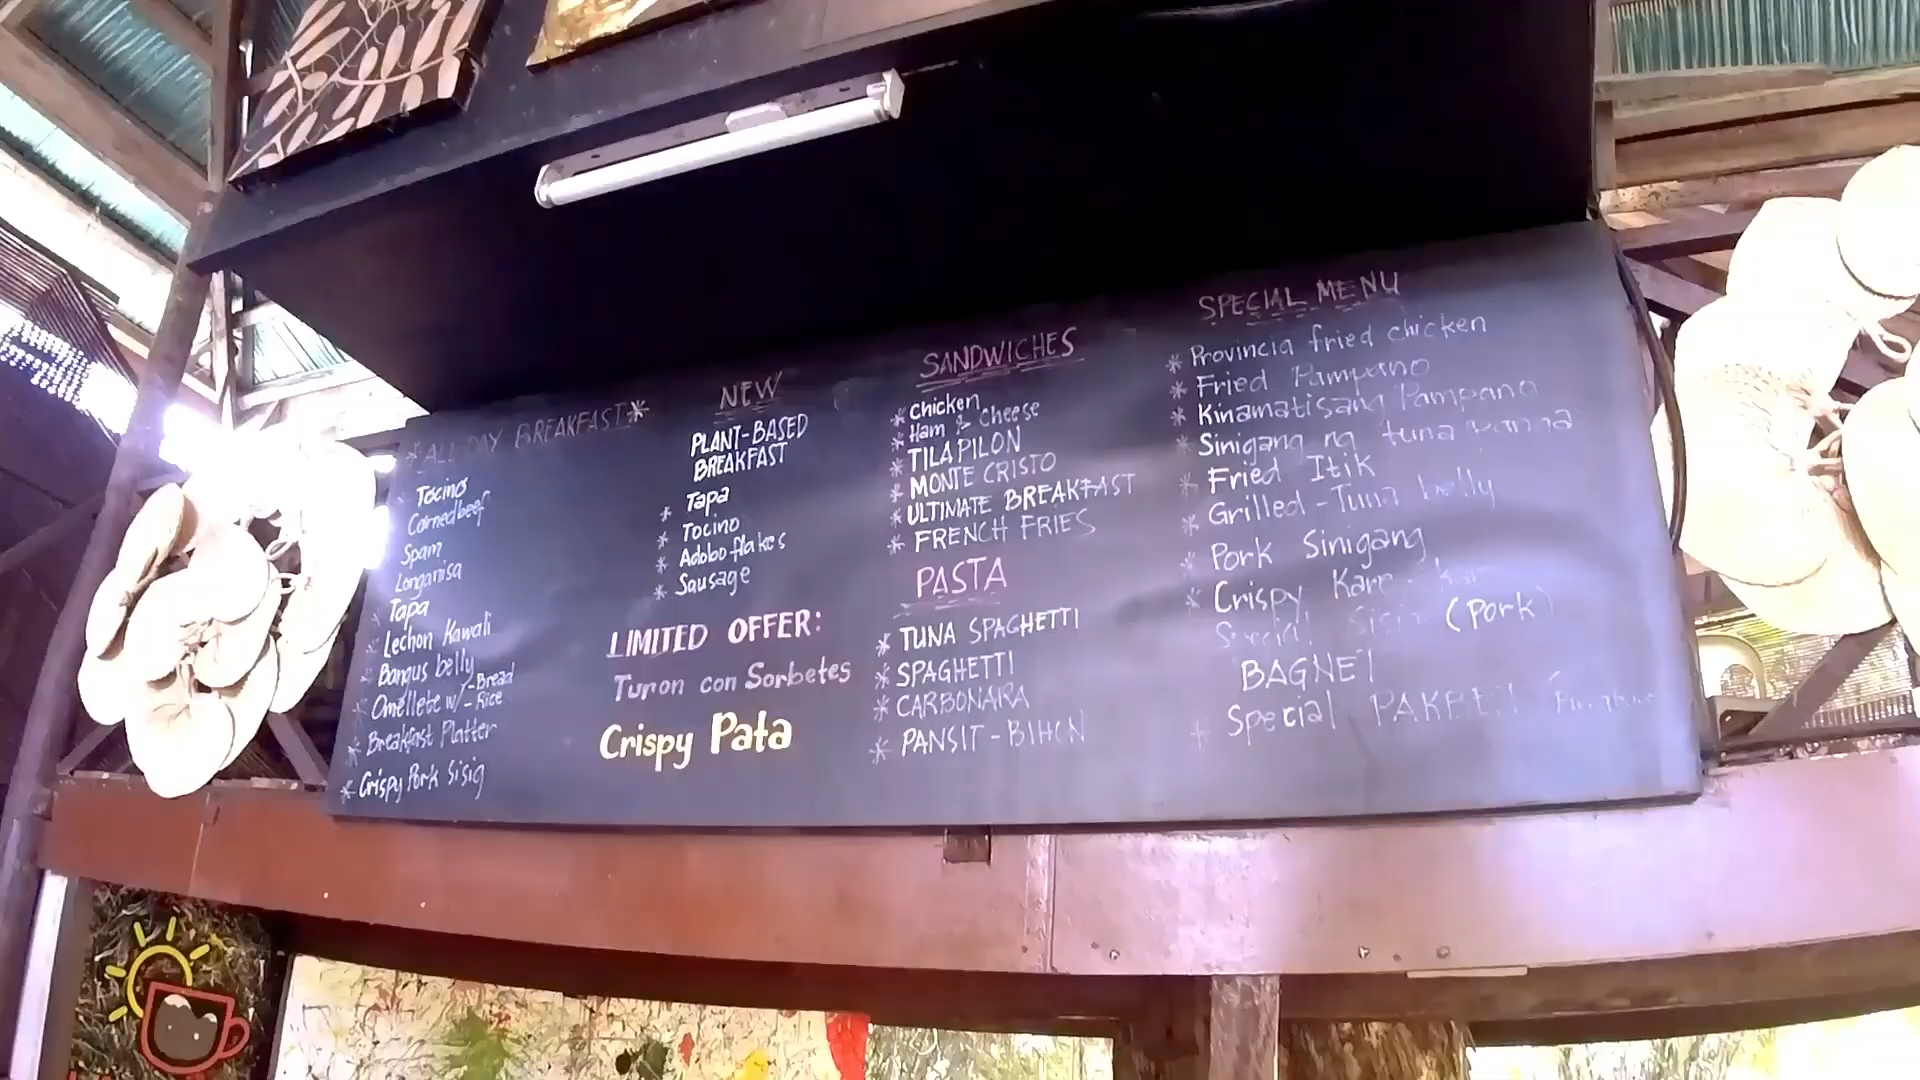 *ALL DAY BREAKFAST*
Tocino
Cornedbeef
Spam
Longanisa
* Tapa
* Lechon Kawali
* Bangus belly
* Omellete w/ -Bread
-Rice
* Breakfast Platter
* Crispy Pork Sisig
NEW
PLANT-BASED
BREAKFAST
* Tapa
* Tocino
* Adobo flakes
* Sausage
LIMITED OFFER:
Turon con Sorbetes
Crispy Pata
SANDWICHES
* Chicken
* Ham & Cheese
* TILAPILON
* MONTE CRISTO
* ULTIMATE BREAKFAST
* FRENCH FRIES
PASTA
* TUNA SPAGHETTI
* SPAGHETTI
* CARBONARA
* PANSIT-BIHON
SPECIAL MENU
* Provincia fried chicken
* Fried Pampano
* Kinamatisang Pampano
* Sinigang ng tuna
* Fried Itik
* Grilled-Tuna belly
* Pork Sinigang
* Crispy Kare-
Special Sisig (Pork)
BAGNET
* Special